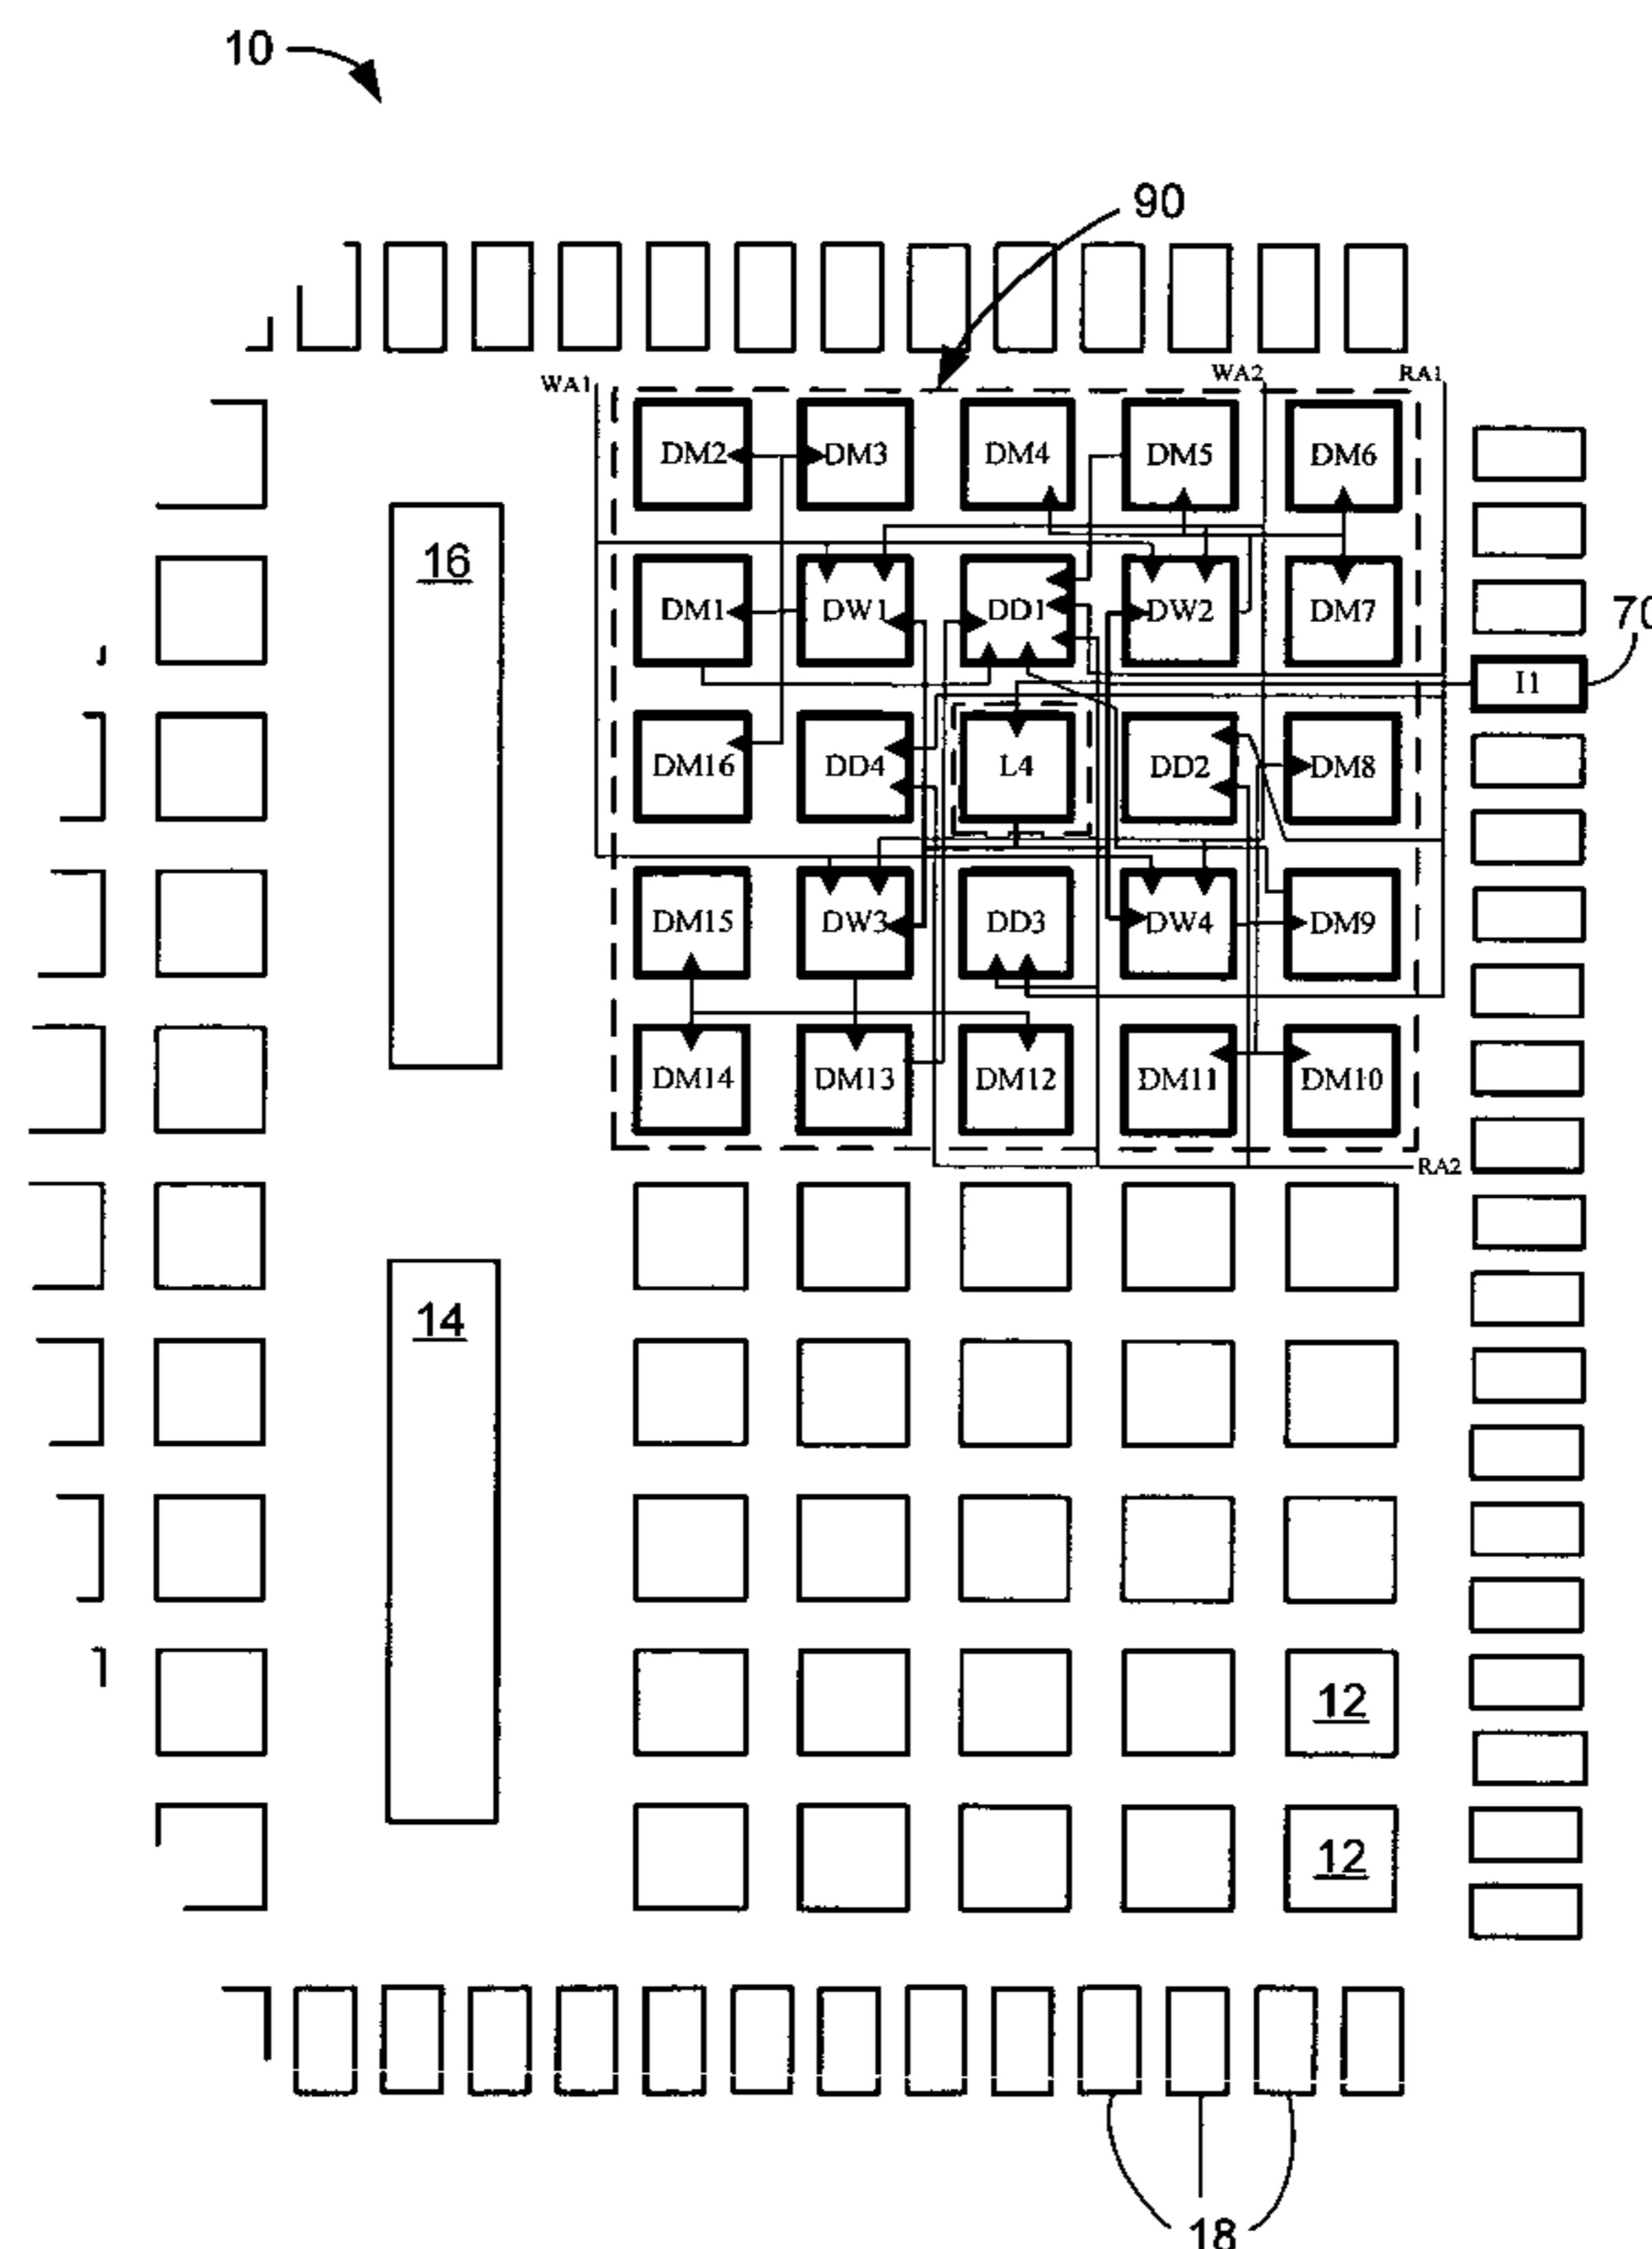 10
90
WA1 WA2 RA1
DM2 DM3 DM4 DM5 DM6
16
DM1 DW1 DD1 DW2 DM7
70
I1
DM16 DD4 L4 DD2 DM8
DM15 DW3 DD3 DW4 DM9
DM14 DM13 DM12 DM11 DM10
RA2
14
12
12
18